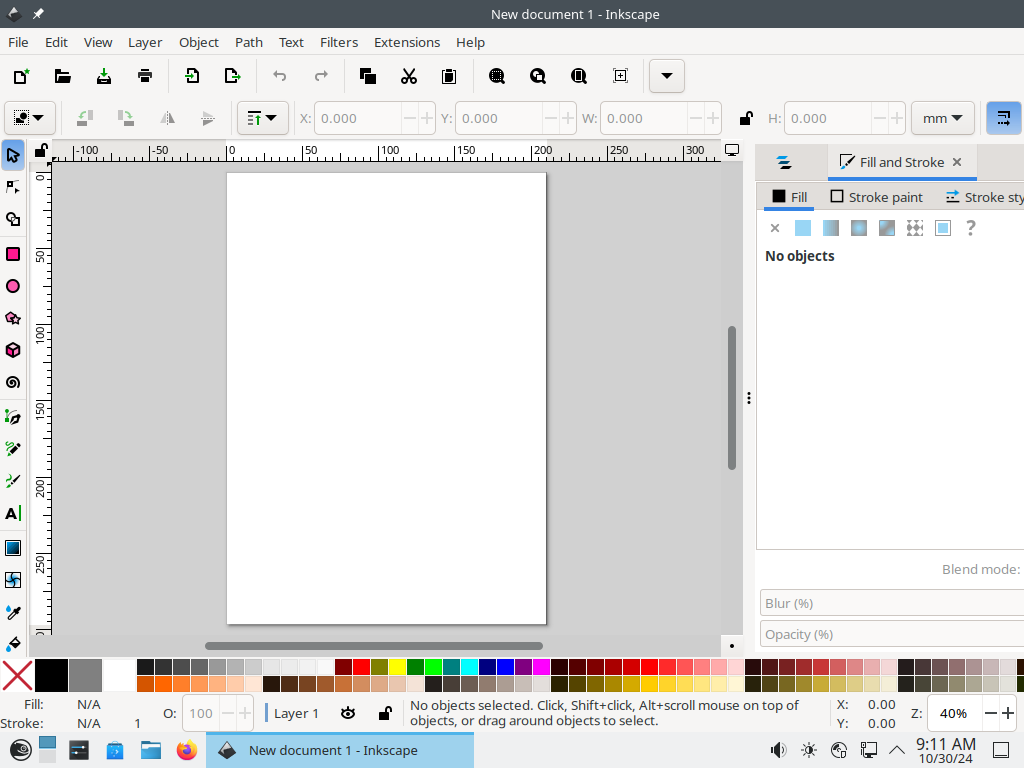 New document 1 - Inkscape
File Edit View Layer Object Path Text Filters Extensions Help
X: 0.000 Y: 0.000 W: 0.000 H: 0.000 mm
-100 -50 0 50 100 150 200 250 300
0
50
100
150
200
250
Fill and Stroke
Fill Stroke paint Stroke sty
?
No objects
Blend mode:
Blur (%)
Opacity (%)
A
Fill: N/A
Stroke: N/A 1
O: 100
Layer 1
No objects selected. Click, Shift+click, Alt+scroll mouse on top of
objects, or drag around objects to select.
X: 0.00
Y: 0.00
Z: 40%
New document 1 - Inkscape
9:11 AM
10/30/24